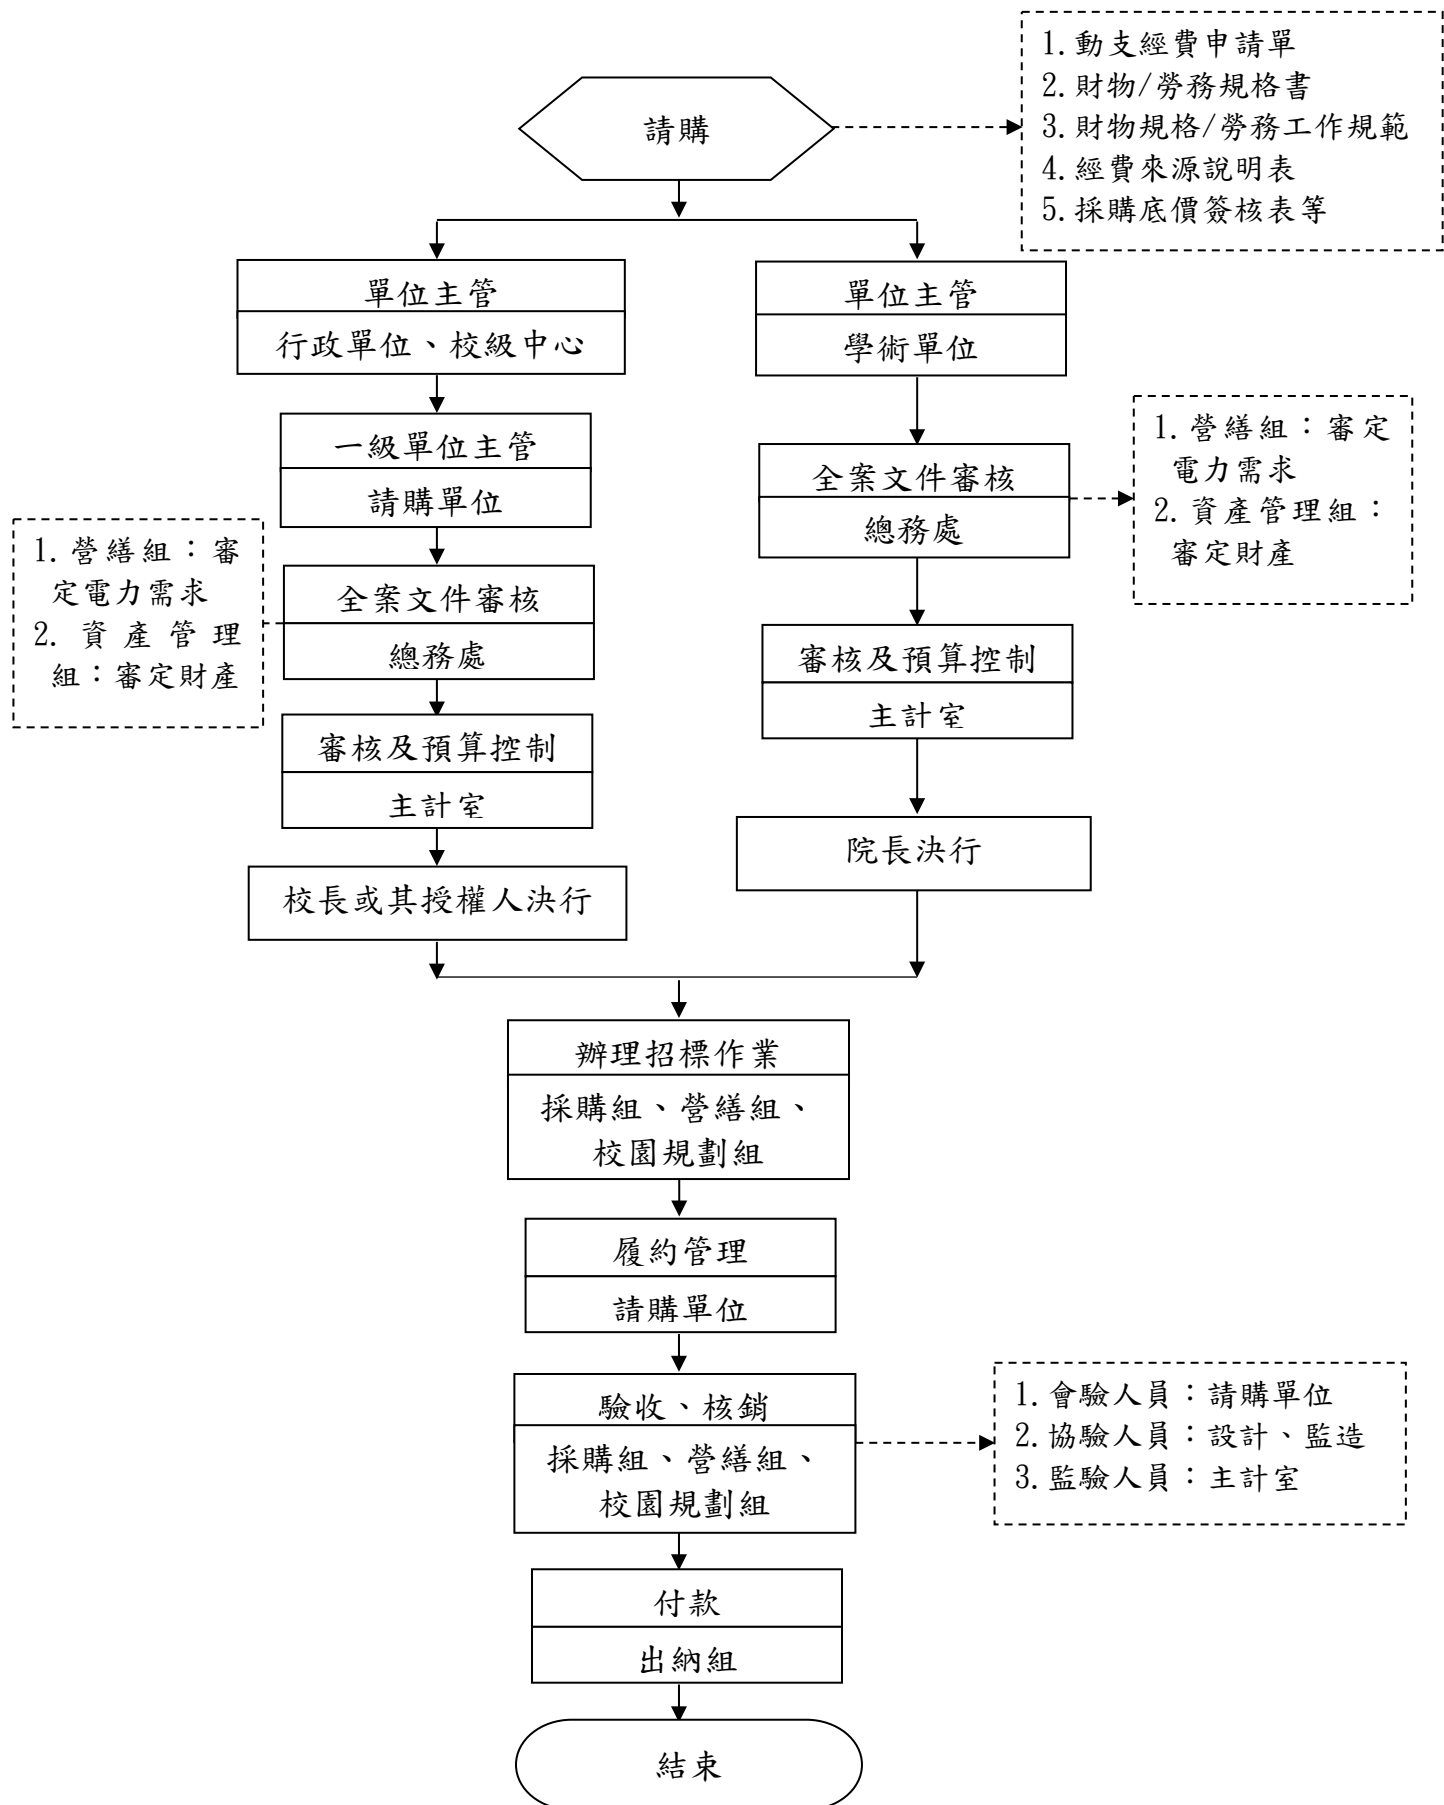 請購
1.動支經費申請單
2.財物/勞務規格書
3.財物規格/勞務工作規範
4.經費來源說明表
5.採購底價簽核表等
單位主管
行政單位、校級中心
一級單位主管
請購單位
1.營繕組：審
定電力需求
2.資產管理
組：審定財產
全案文件審核
總務處
審核及預算控制
主計室
校長或其授權人決行
單位主管
學術單位
全案文件審核
總務處
1.營繕組：審定
電力需求
2.資產管理組：
審定財產
審核及預算控制
主計室
院長決行
辦理招標作業
採購組、營繕組、
校園規劃組
履約管理
請購單位
驗收、核銷
採購組、營繕組、
校園規劃組
1.會驗人員：請購單位
2.協驗人員：設計、監造
3.監驗人員：主計室
付款
出納組
結束